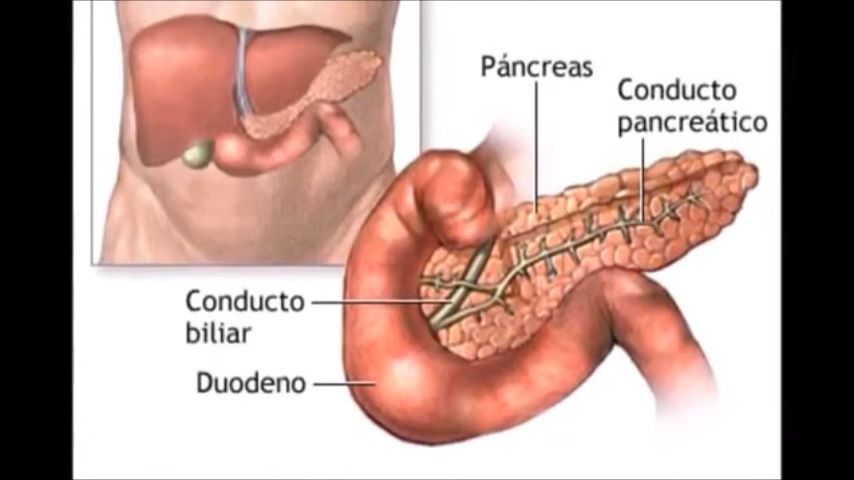 Páncreas
Conducto
pancreático
Conducto
biliar
Duodeno